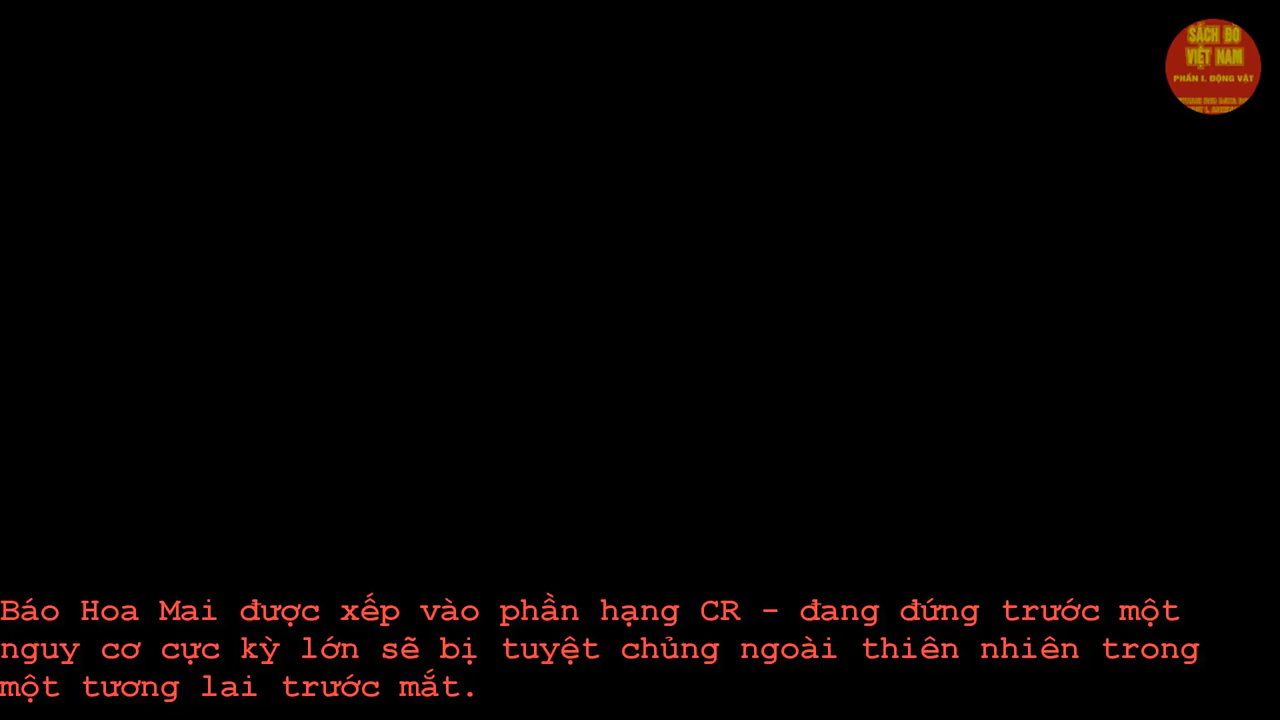 SÁCH ĐỎ
VIỆT NAM
PHẦN I. ĐỘNG VẬT
Báo Hoa Mai được xếp vào phần hạng CR - đang đứng trước một
nguy cơ cực kỳ lớn sẽ bị tuyệt chủng ngoài thiên nhiên trong
một tương lai trước mắt.